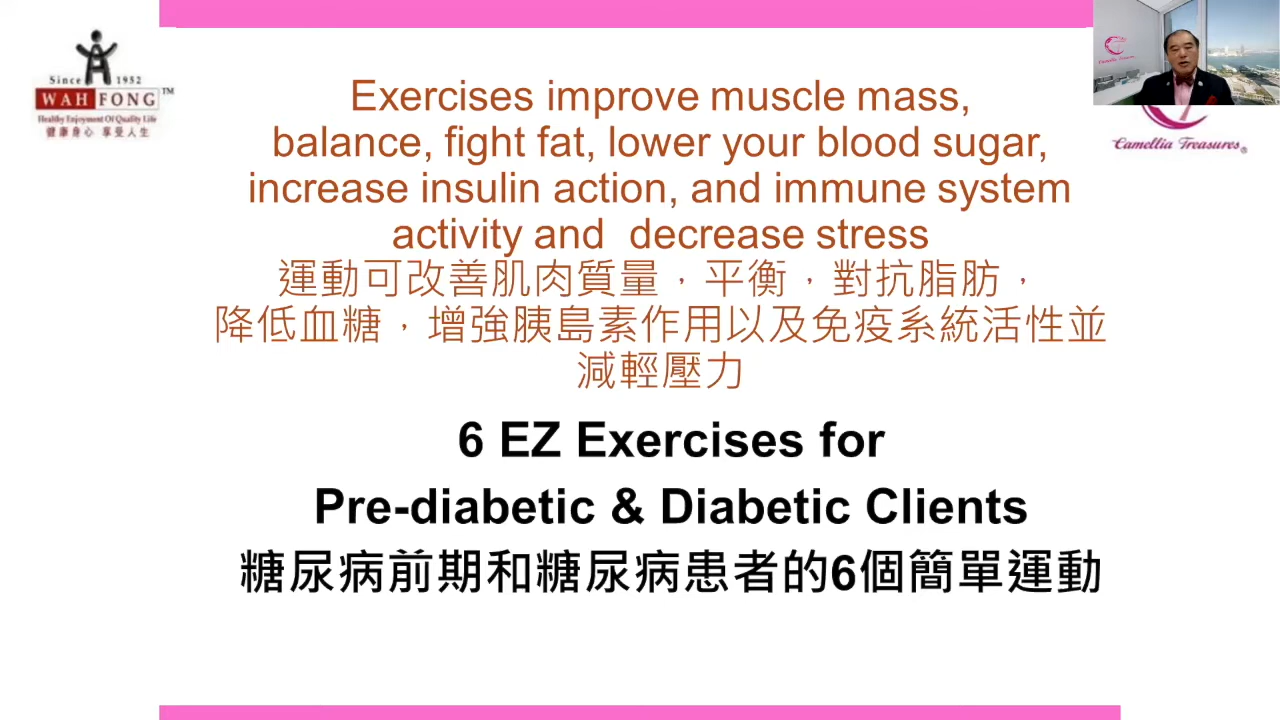 Since 1952
WAH FONG™
Healthy Enjoyment Of Quality Life
健康身心 享受人生
Camellia Treasures
Camellia Treasures®
Exercises improve muscle mass,
balance, fight fat, lower your blood sugar,
increase insulin action, and immune system
activity and decrease stress
運動可改善肌肉質量，平衡，對抗脂肪，
降低血糖，增強胰島素作用以及免疫系統活性並
減輕壓力
6 EZ Exercises for
Pre-diabetic & Diabetic Clients
糖尿病前期和糖尿病患者的6個簡單運動